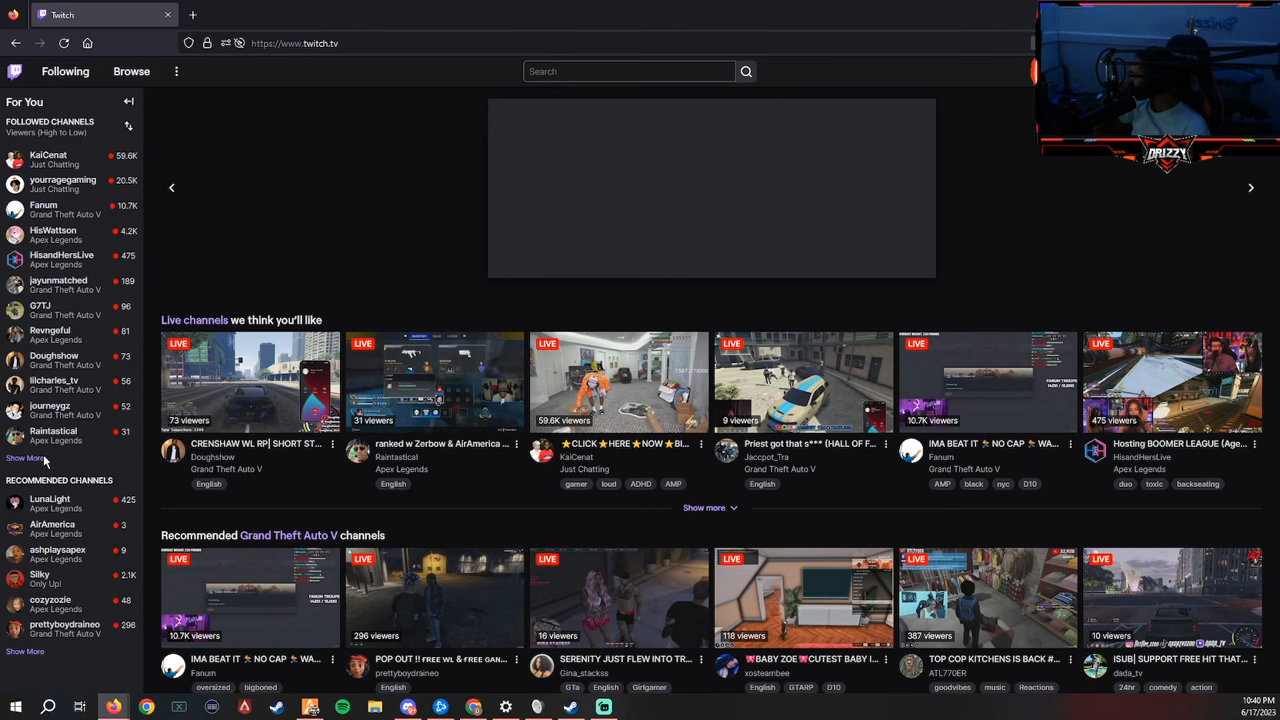 Twitch
https://www.twitch.tv
Following
Browse
Search
For You
FOLLOWED CHANNELS
Viewers (High to Low)
KaiCenat
59.6K
Just Chatting
yourragegaming
20.5K
Just Chatting
Fanum
10.7K
Grand Theft Auto V
HisWattson
4.2K
Apex Legends
HisandHersLive
475
Apex Legends
jayunmatched
189
Grand Theft Auto V
G7TJ
96
Grand Theft Auto V
Revngeful
81
Apex Legends
Doughshow
73
Grand Theft Auto V
lilcharles_tv
56
Grand Theft Auto V
journeygz
52
Grand Theft Auto V
Raintastical
31
Apex Legends
Show More
RECOMMENDED CHANNELS
LunaLight
425
Apex Legends
AirAmerica
3
Apex Legends
ashplaysapex
9
Apex Legends
Silky
2.1K
Only Up!
cozyzozie
48
Apex Legends
prettyboydraineo
296
Grand Theft Auto V
Show More
DRIZZY
Live channels we think you'll like
LIVE
73 viewers
CRENSHAW WL RP| SHORT ST...
Doughshow
Grand Theft Auto V
English
LIVE
31 viewers
ranked w Zerbow & AirAmerica ...
Raintastical
Apex Legends
English
LIVE
59.6K viewers
⭐CLICK⭐HERE⭐NOW⭐BI...
KaiCenat
Just Chatting
gamer loud ADHD AMP
LIVE
9 viewers
Priest got that s*** (HALL OF F...
Jaccpot_Tra
Grand Theft Auto V
English
LIVE
FANUM TROUPE
10.7K viewers
IMA BEAT IT NO CAP WA...
Fanum
Grand Theft Auto V
AMP black nyc D10
LIVE
475 viewers
Hosting BOOMER LEAGUE (Age...
HisandHersLive
Apex Legends
duo toxic backseating
Show more
Recommended Grand Theft Auto V channels
LIVE
FANUM TROUPE
10.7K viewers
IMA BEAT IT NO CAP WA...
Fanum
oversized bigboned
LIVE
296 viewers
POP OUT !! FREE WL & FREE GAN...
prettyboydraineo
English
LIVE
16 viewers
SERENITY JUST FLEW INTO TR...
Gina_stackss
GTa English Girlgamer
LIVE
118 viewers
BABY ZOE CUTEST BABY I...
xosteambee
English GTARP D10
LIVE
387 viewers
TOP COP KITCHENS IS BACK #...
ATL770ER
goodvibes music Reactions
LIVE
10 viewers
ISUB| SUPPORT FREE HIT THAT...
dada_tv
24hr comedy action
10:40 PM
6/17/2023